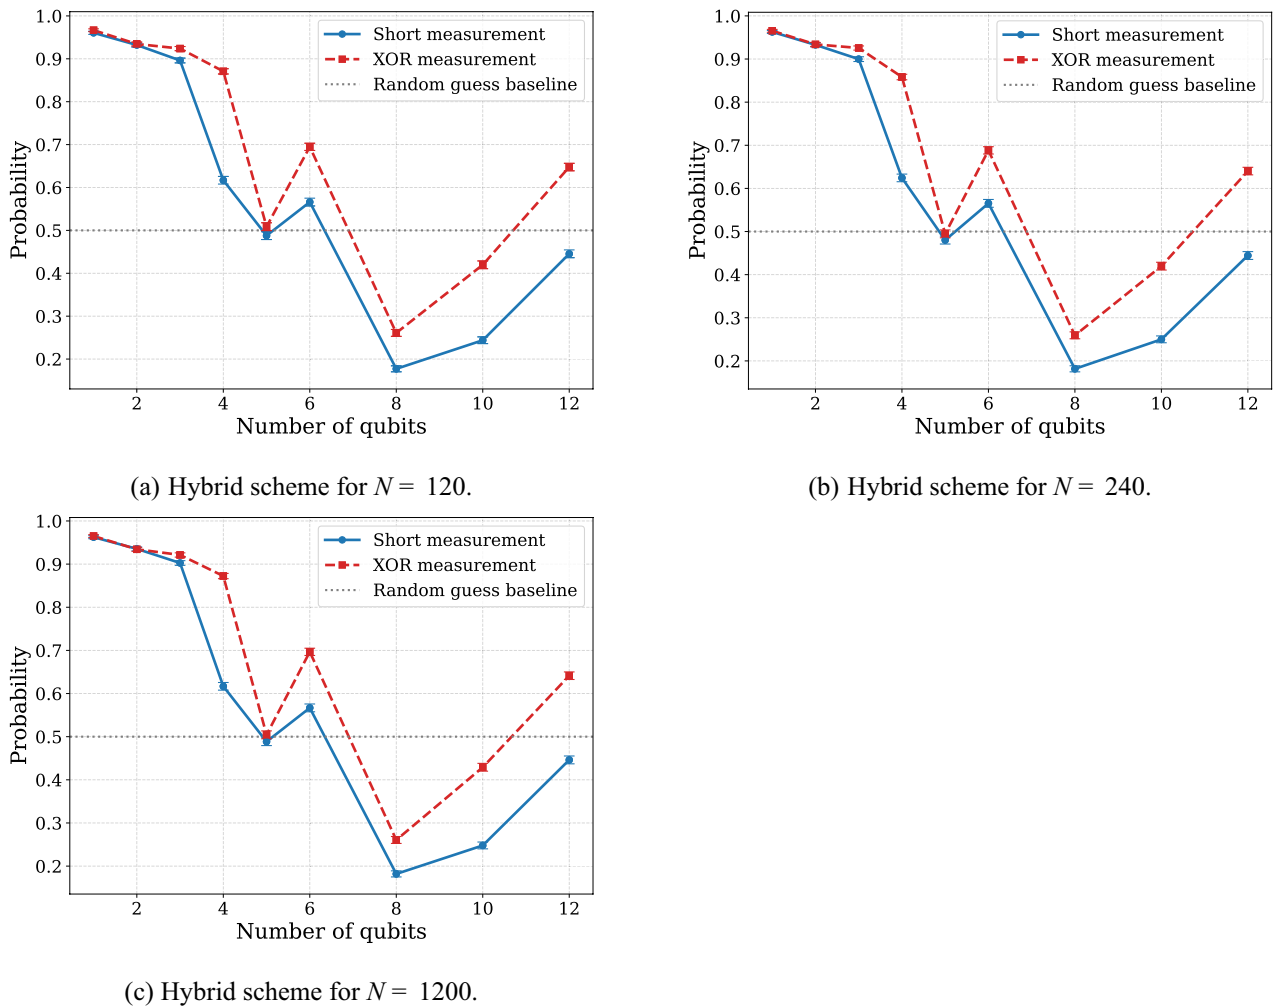 1.0
0.9
0.8
0.7
0.6
0.5
0.4
0.3
0.2
Probability
Short measurement
XOR measurement
Random guess baseline
2 4 6 8 10 12
Number of qubits
(a) Hybrid scheme for N = 120.
1.0
0.9
0.8
0.7
0.6
0.5
0.4
0.3
0.2
Probability
Short measurement
XOR measurement
Random guess baseline
2 4 6 8 10 12
Number of qubits
(b) Hybrid scheme for N = 240.
1.0
0.9
0.8
0.7
0.6
0.5
0.4
0.3
0.2
Probability
Short measurement
XOR measurement
Random guess baseline
2 4 6 8 10 12
Number of qubits
(c) Hybrid scheme for N = 1200.